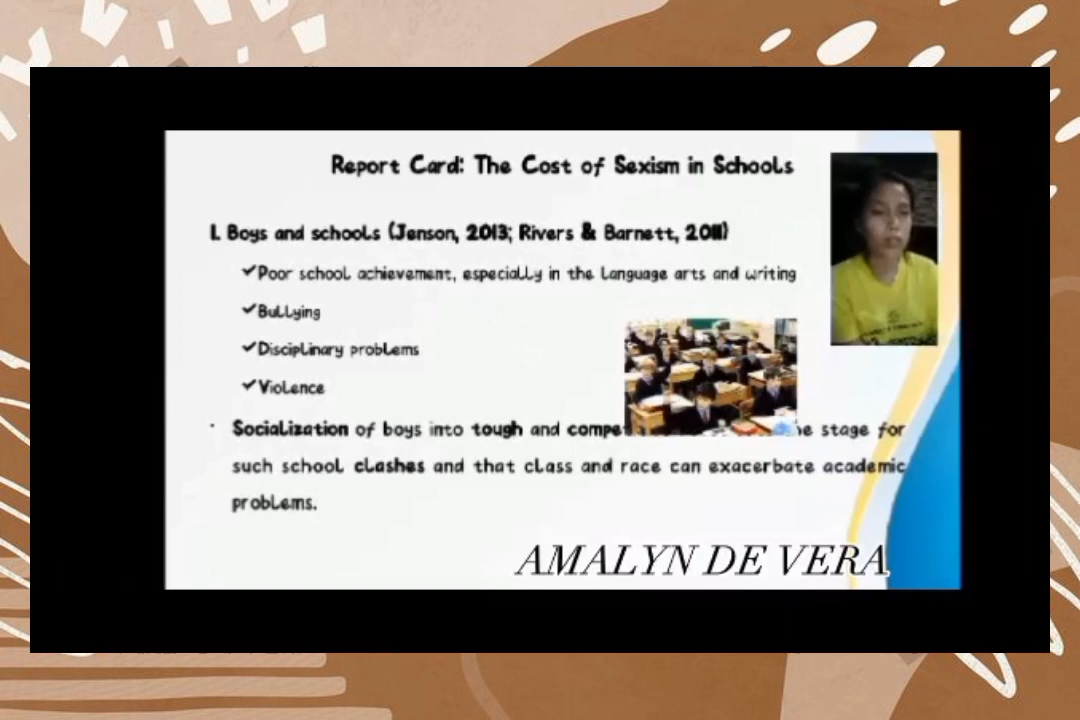 Report Card: The Cost of Sexism in Schools
I. Boys and schools (Jenson, 2013; Rivers & Barnett, 2011)
✔Poor school achievement, especially in the language arts and writing
✔Bullying
✔Disciplinary problems
✔Violence
· Socialization of boys into tough and stage for
such school clashes and that class and race can exacerbate academic
problems.
AMALYN DE VERA